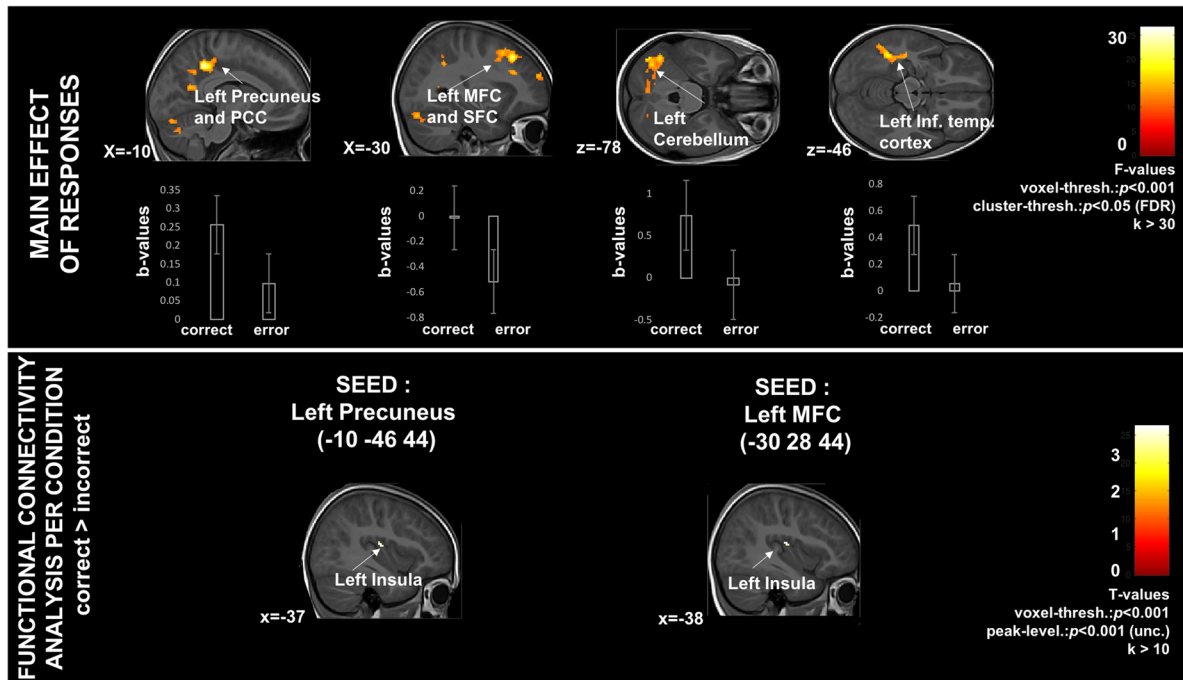 MAIN EFFECT
OF RESPONSES
Left Precuneus
and PCC
X=-10
Left MFC
and SFC
X=-30
Left
Cerebellum
z=-78
Left Inf. temp.
cortex
z=-46
30
20
10
0
F-values
voxel-thresh.:p<0.001
cluster-thresh.:p<0.05 (FDR)
k > 30
b-values
0.35
0.3
0.25
0.2
0.15
0.1
0.05
0
correct error
b-values
0.2
0
-0.2
-0.4
-0.6
-0.8
correct error
b-values
1
0.5
0
-0.5
correct error
b-values
0.8
0.6
0.4
0.2
0
-0.2
correct error
FUNCTIONAL CONNECTIVITY
ANALYSIS PER CONDITION
correct > incorrect
SEED :
Left Precuneus
(-10 -46 44)
Left Insula
x=-37
SEED :
Left MFC
(-30 28 44)
Left Insula
x=-38
3
2
1
0
T-values
voxel-thresh.:p<0.001
peak-level.:p<0.001 (unc.)
k > 10